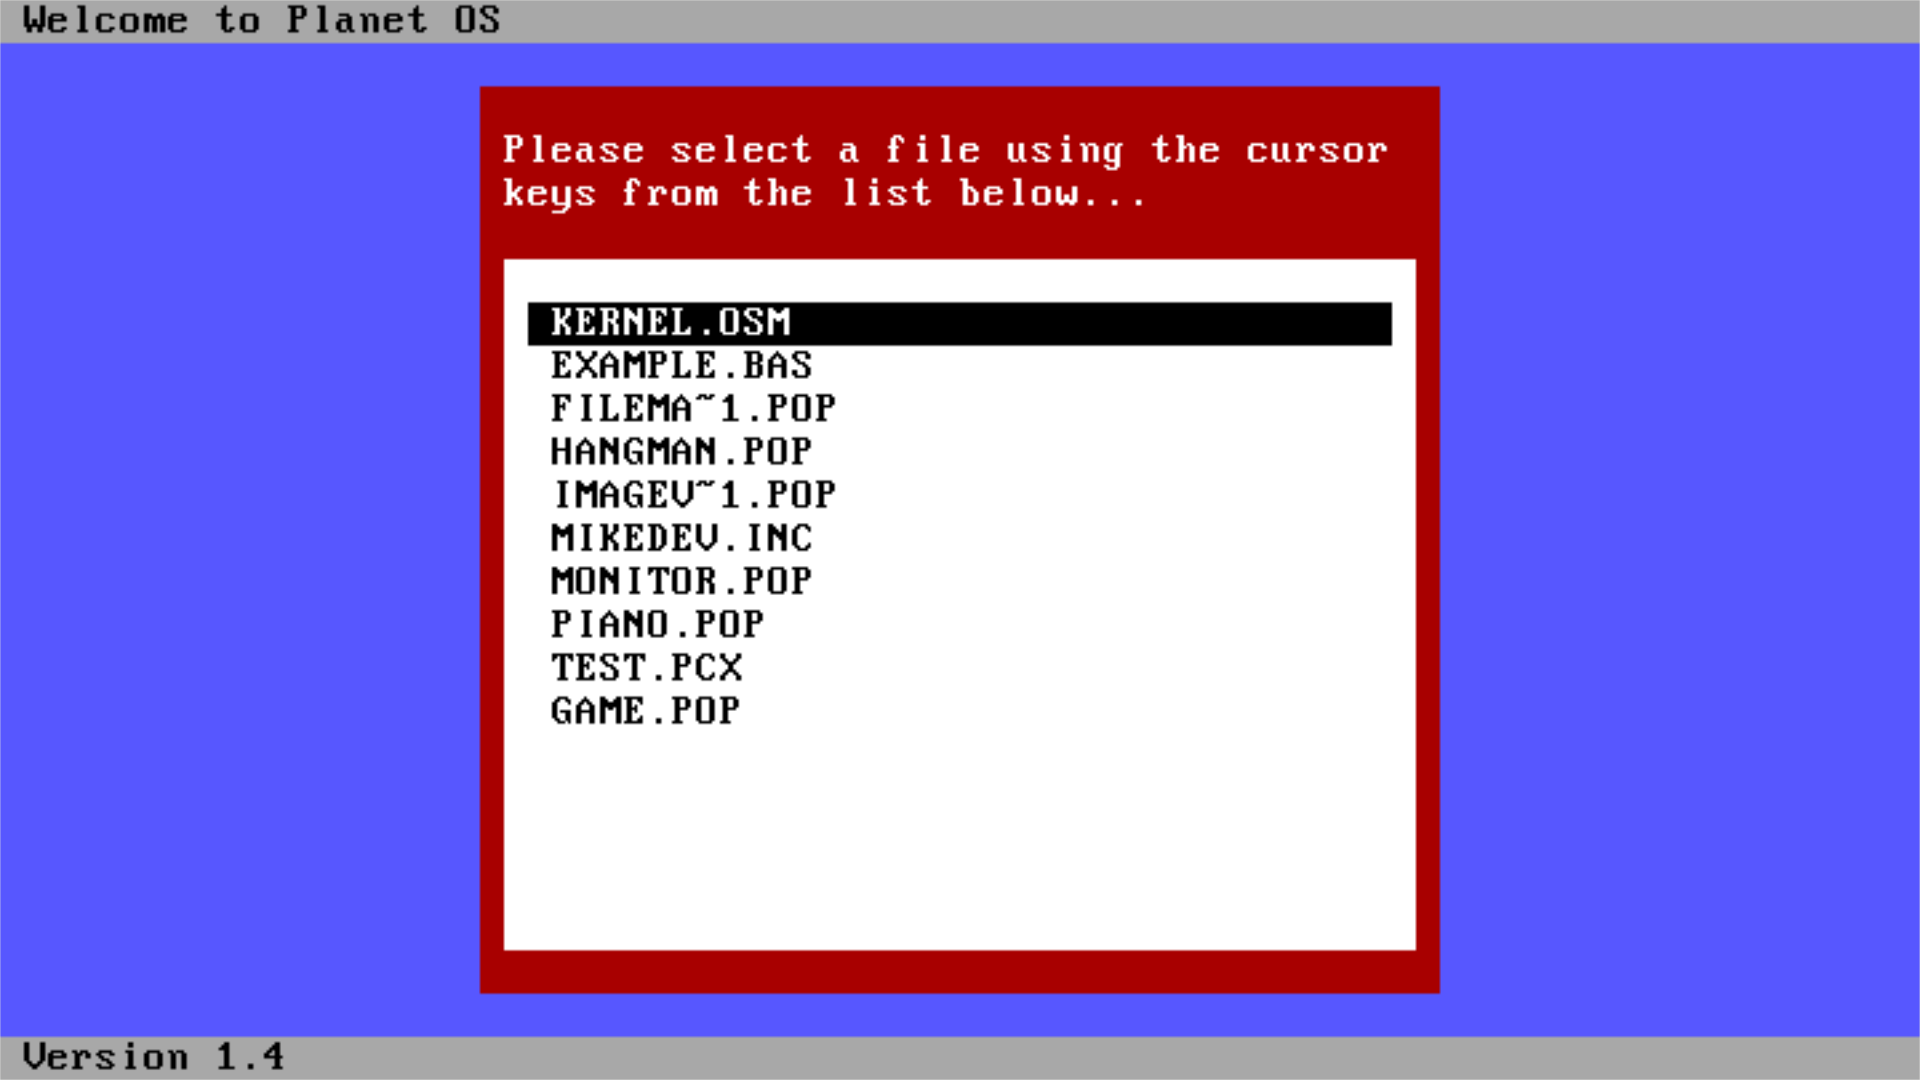 Welcome to Planet OS
Please select a file using the cursor
keys from the list below...
KERNEL.OSM
EXAMPLE.BAS
FILEMA~1.POP
HANGMAN.POP
IMAGEV~1.POP
MIKEDEV.INC
MONITOR.POP
PIANO.POP
TEST.PCX
GAME.POP
Version 1.4